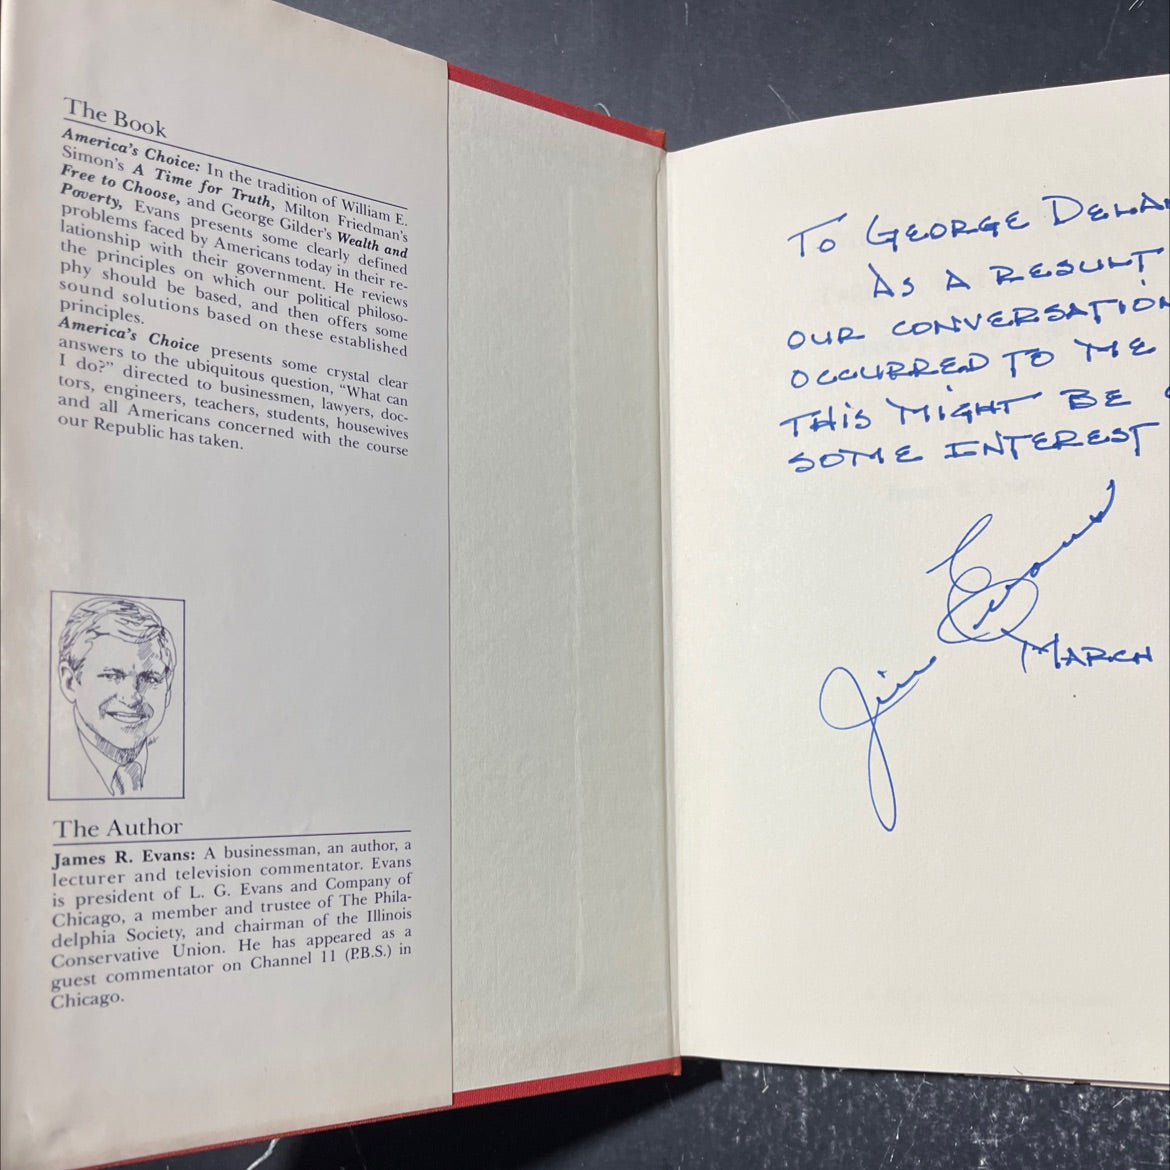 The Book
America's Choice: In the tradition of William E.
Simon's A Time for Truth, Milton Friedman's
Free to Choose, and George Gilder's Wealth and
Poverty, Evans presents some clearly defined
problems faced by Americans today in their re-
lationship with their government. He reviews
the principles on which our political philoso-
phy should be based, and then offers some
sound solutions based on these established
principles.
America's Choice presents some crystal clear
answers to the ubiquitous question, "What can
I do?" directed to businessmen, lawyers, doc-
tors, engineers, teachers, students, housewives
and all Americans concerned with the course
our Republic has taken.
The Author
James R. Evans: A businessman, an author, a
lecturer and television commentator. Evans
is president of L. G. Evans and Company of
Chicago, a member and trustee of The Phila-
delphia Society, and chairman of the Illinois
Conservative Union. He has appeared as a
guest commentator on Channel 11 (P.B.S.) in
Chicago.
TO GEORGE
AS A RESULT
OUR CONVERSATION
OCCURRED TO ME
THIS MIGHT BE
SOME INTEREST
Jim Evans
MARCH